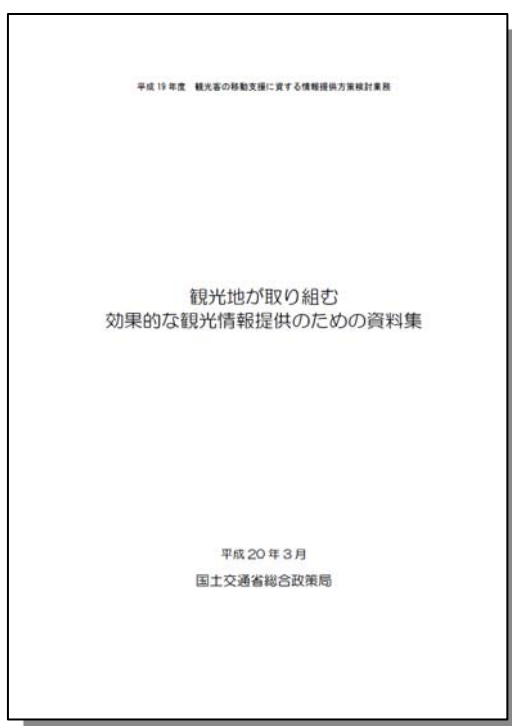 平成19年度　観光客の移動支援に資する情報提供方策検討業務
観光地が取り組む
効果的な観光情報提供のための資料集
平成20年3月
国土交通省総合政策局